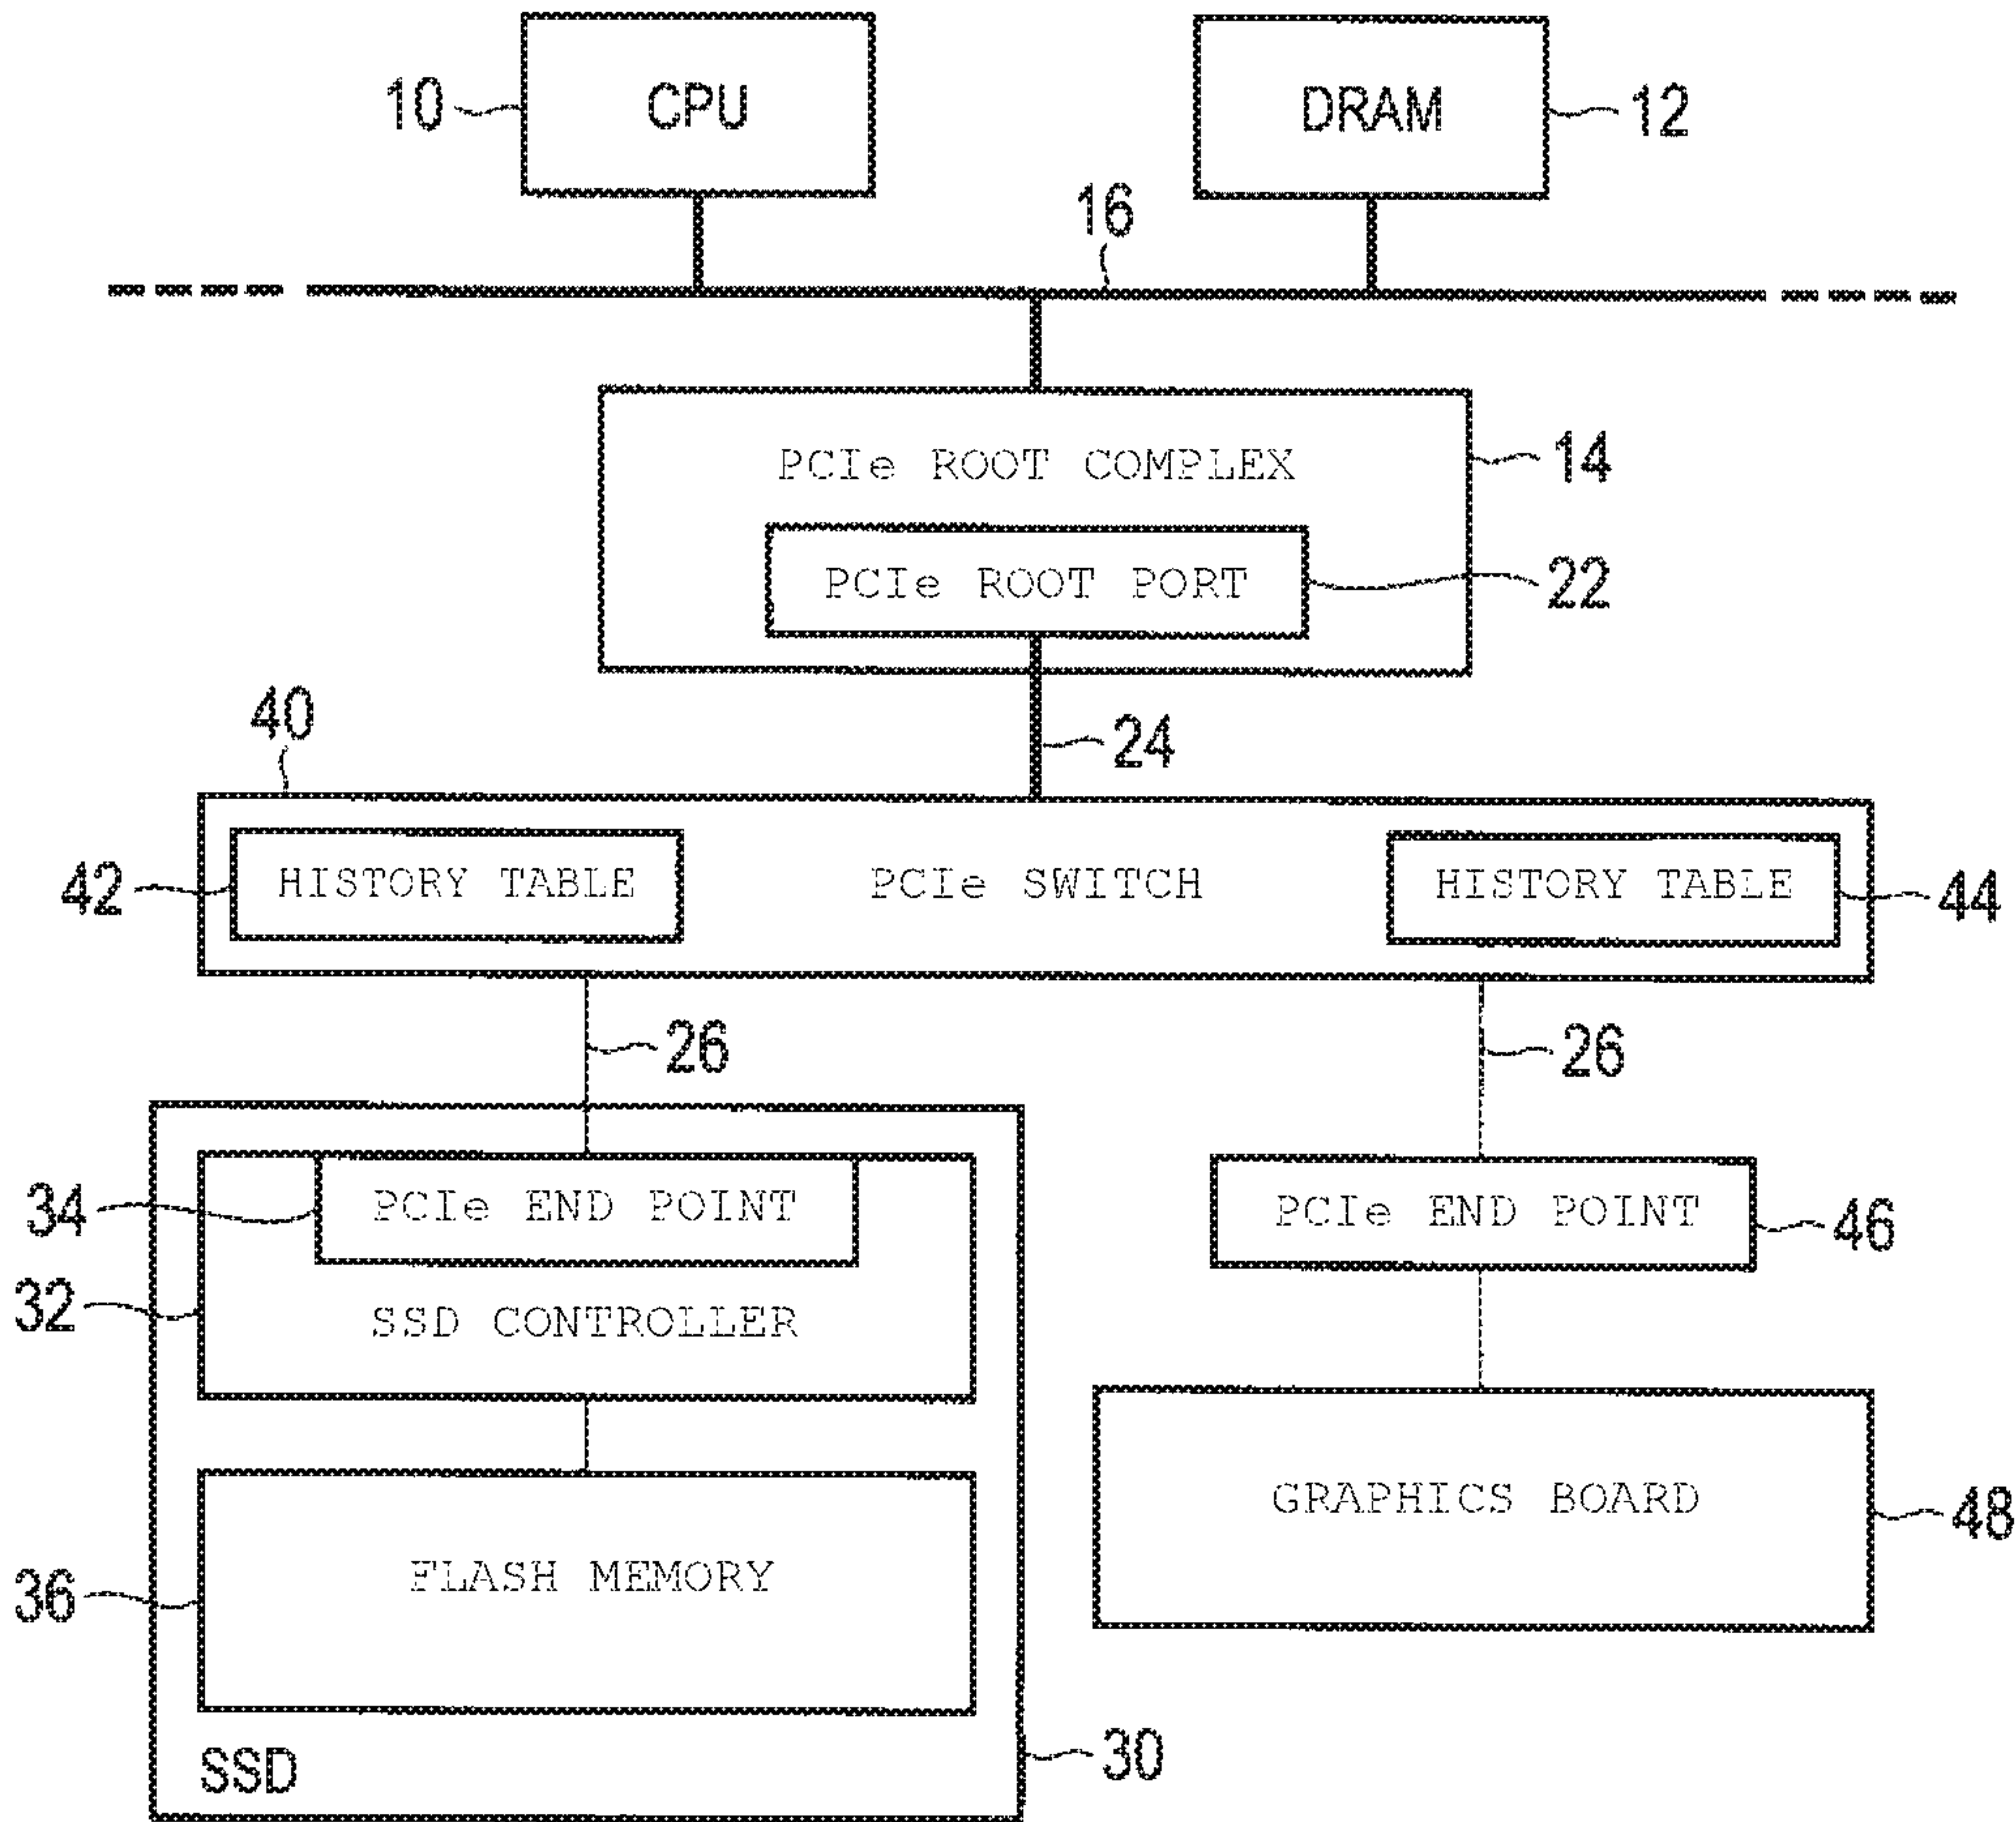 10 CPU DRAM 12
16
PCIe ROOT COMPLEX 14
PCIe ROOT PORT 22
40 24
42 HISTORY TABLE PCIe SWITCH HISTORY TABLE 44
26 26
34 PCIe END POINT PCIe END POINT 46
32 SSD CONTROLLER
GRAPHICS BOARD 48
36 FLASH MEMORY
SSD 30